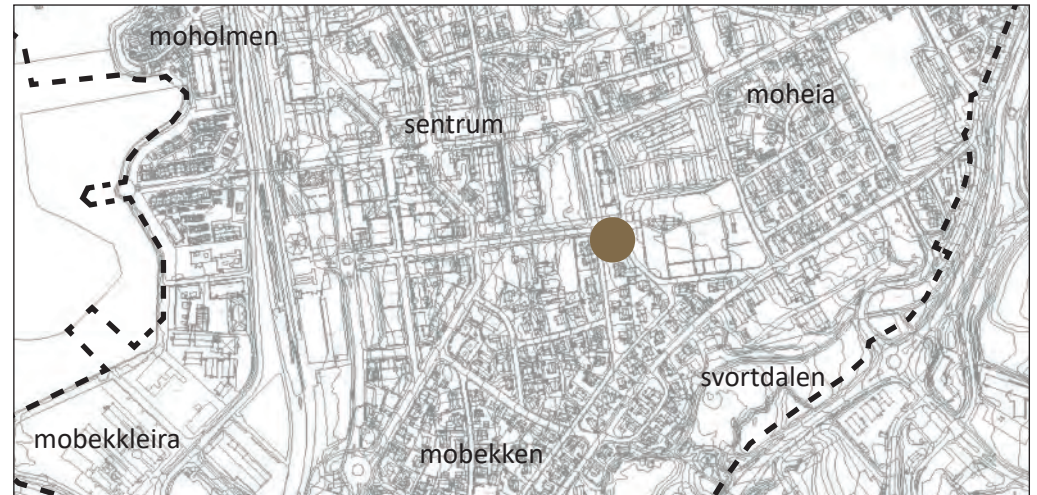 moholmen
moheia
sentrum
svortdalen
mobekkleira
mobekken